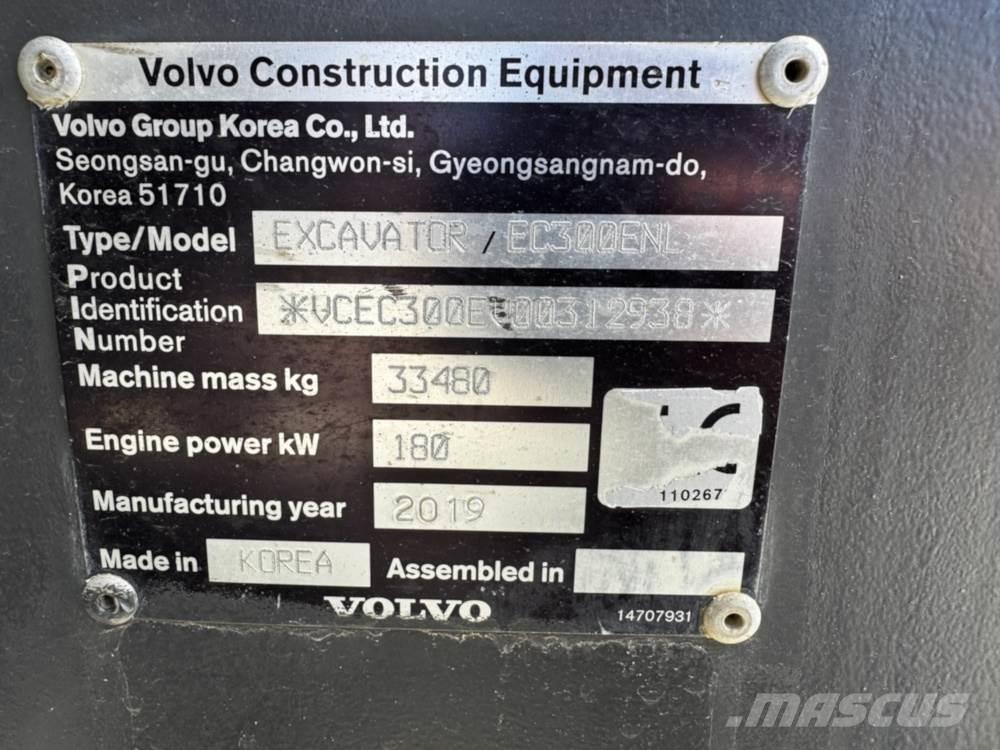 Volvo Construction Equipment
Volvo Group Korea Co., Ltd.
Seongsan-gu, Changwon-si, Gyeongsangnam-do,
Korea 51710
Type/Model EXCAVATOR / EC300ENL
Product
Identification
Number
Machine mass kg 33480
Engine power kW 180
110267
Manufacturing year 2019
Made in KOREA Assembled in
VOLVO
14707931
MASCUS